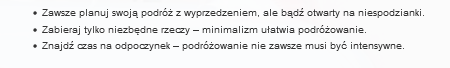 • Zawsze planuj swoją podróż z wyprzedzeniem, ale bądź otwarty na niespodzianki.
• Zabieraj tylko niezbędne rzeczy – minimalizm ułatwia podróżowanie.
• Znajdź czas na odpoczynek – podróżowanie nie zawsze musi być intensywne.